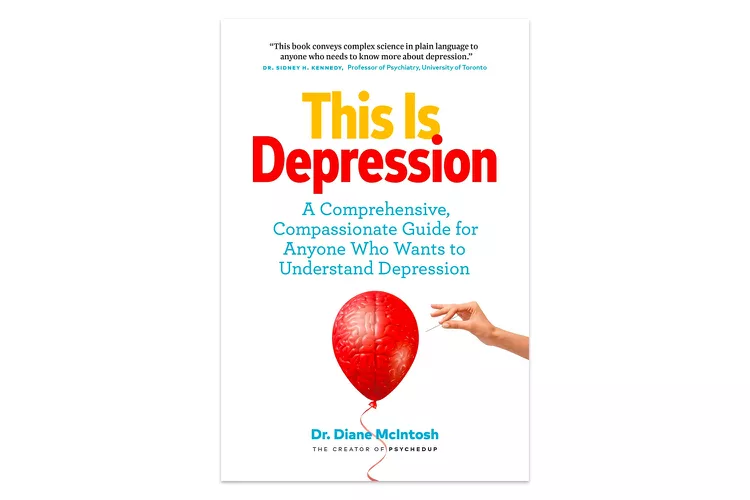 “This book conveys complex science in plain language to
anyone who needs to know more about depression.”
DR. SIDNEY H. KENNEDY, Professor of Psychiatry, University of Toronto
This Is
Depression
A Comprehensive,
Compassionate Guide for
Anyone Who Wants to
Understand Depression
Dr. Diane McIntosh
THE CREATOR OF PSYCHEDUP